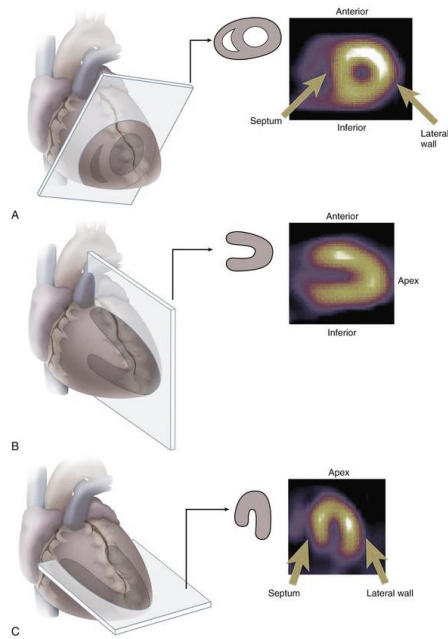 Anterior
Septum
Inferior
Lateral
wall
A
Anterior
Apex
Inferior
B
Apex
Septum
Lateral wall
C